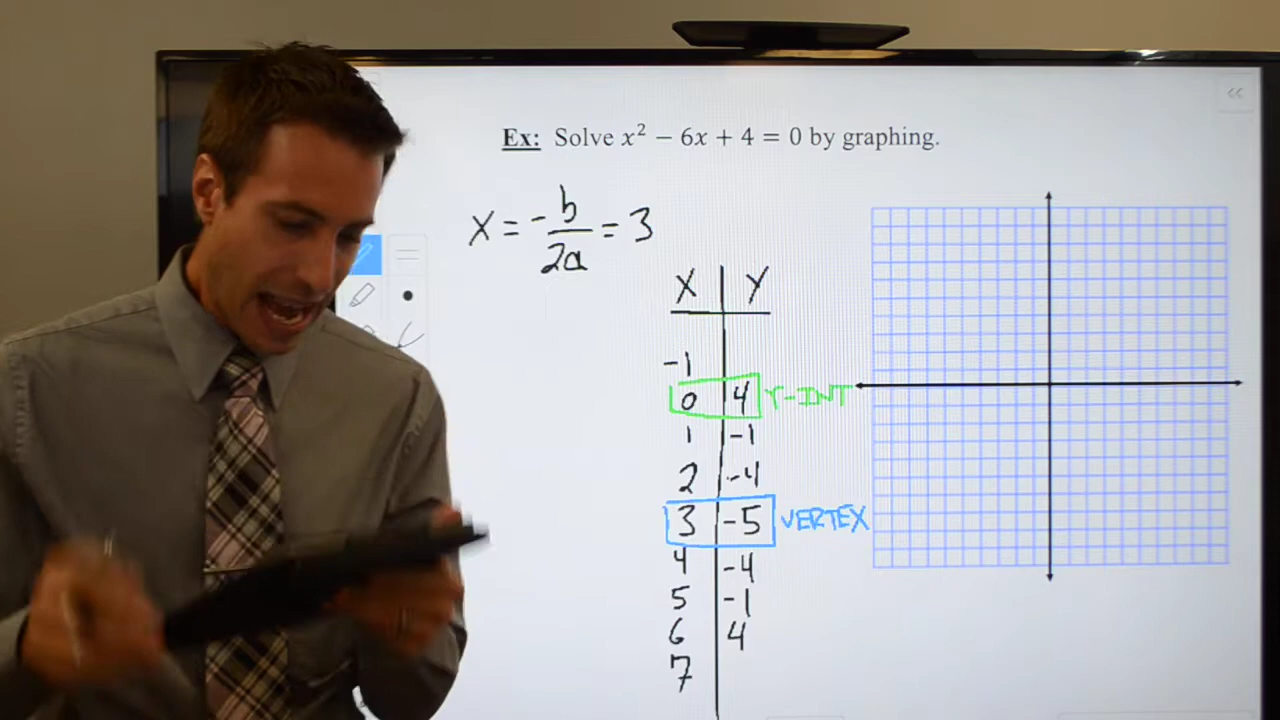 Ex: Solve x² − 6x + 4 = 0 by graphing.
X = -b/2a = 3
X Y
-1
0 4 Y-INT
1 -1
2 -4
3 -5 VERTEX
4 -4
5 -1
6 4
7